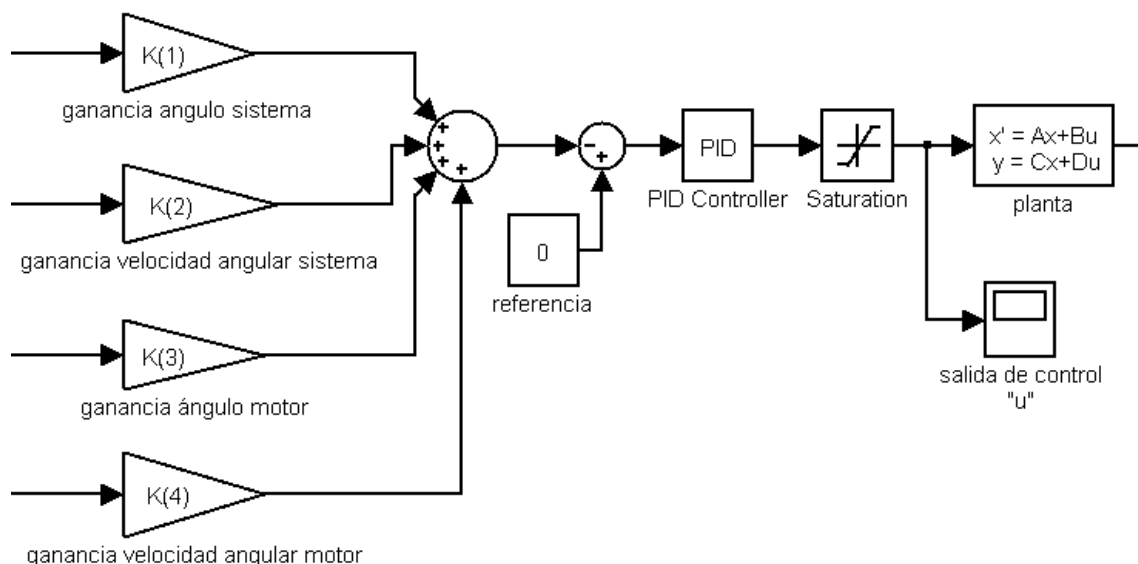 K(1)
ganancia angulo sistema
K(2)
ganancia velocidad angular sistema
K(3)
ganancia ángulo motor
K(4)
ganancia velocidad angular motor
+
+
+
+
-
+
0
referencia
PID
PID Controller
Saturation
x' = Ax+Bu
y = Cx+Du
planta
salida de control
"u"